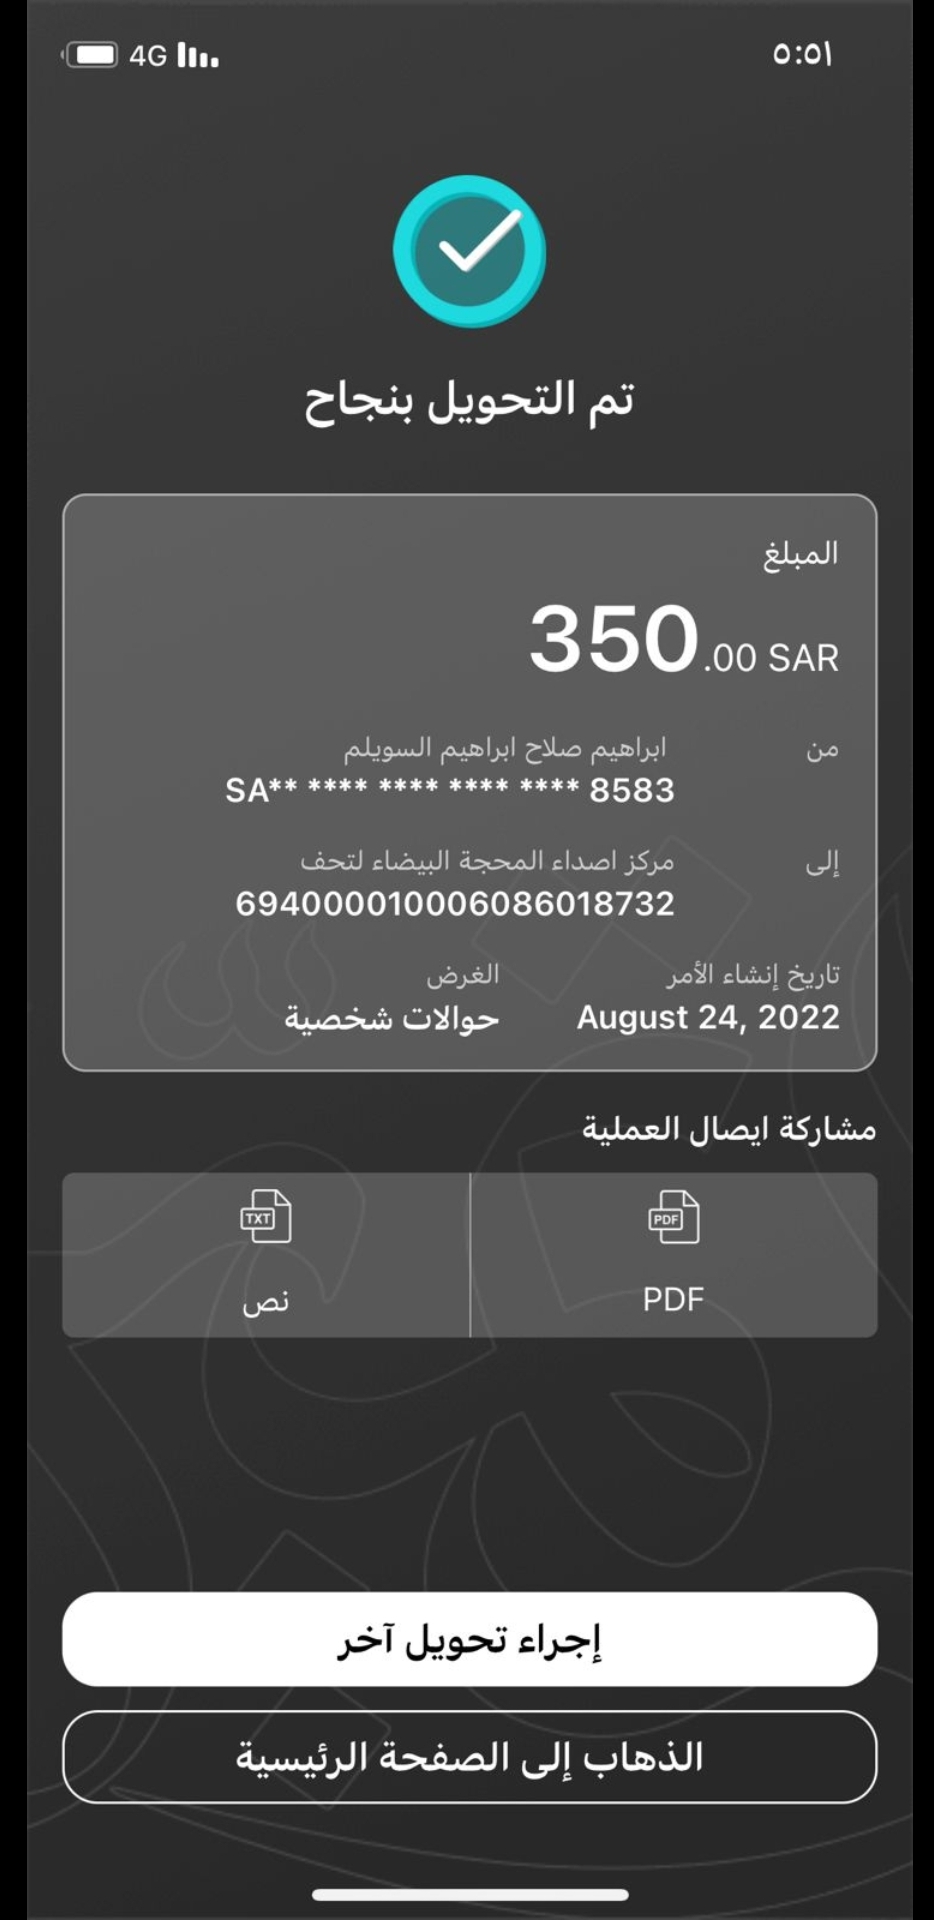 ٥:٥١
4G
تم التحويل بنجاح
المبلغ
350.00 SAR
من
ابراهيم صلاح ابراهيم السويلم
SA** **** **** **** **** 8583
إلى
مركز اصداء المحجة البيضاء لتحف
694000010006086018732
تاريخ إنشاء الأمر
August 24, 2022
الغرض
حوالات شخصية
مشاركة ايصال العملية
PDF
PDF
TXT
نص
إجراء تحويل آخر
الذهاب إلى الصفحة الرئيسية